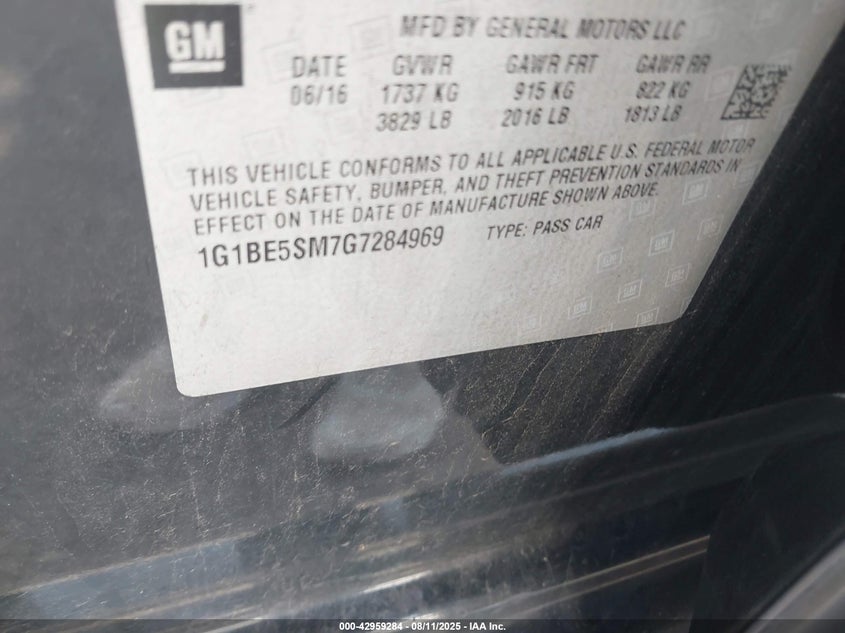 GM
MFD BY GENERAL MOTORS LLC
DATE GVWR GAWR FRT GAWR RR
06/16 1737 KG 915 KG 822 KG
3829 LB 2016 LB 1813 LB
THIS VEHICLE CONFORMS TO ALL APPLICABLE U.S. FEDERAL MOTOR
VEHICLE SAFETY, BUMPER, AND THEFT PREVENTION STANDARDS IN
EFFECT ON THE DATE OF MANUFACTURE SHOWN ABOVE.
1G1BE5SM7G7284969 TYPE: PASS CAR
000-42959284 - 08/11/2025 - IAA Inc.